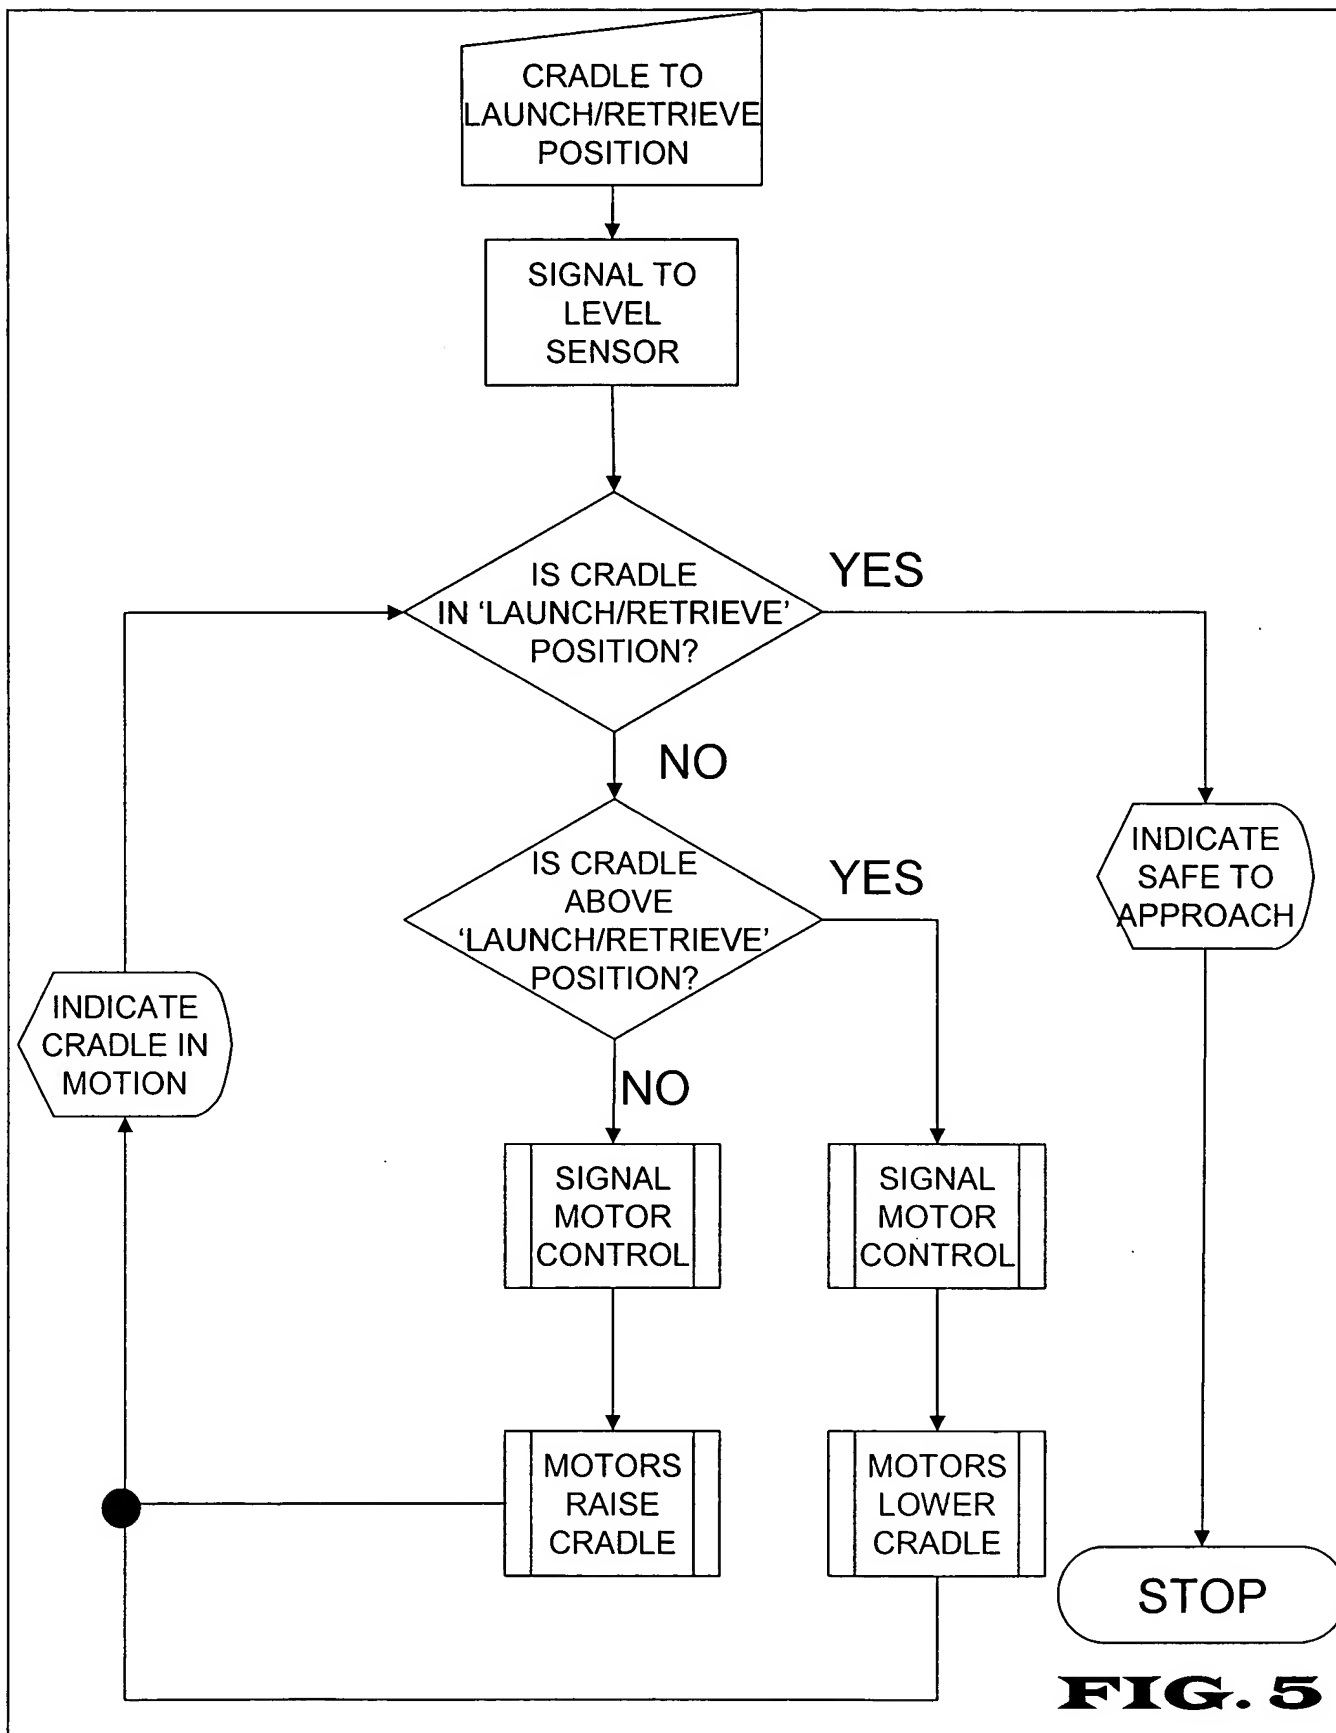 CRADLE TO
LAUNCH/RETRIEVE
POSITION
SIGNAL TO
LEVEL
SENSOR
IS CRADLE
IN ‘LAUNCH/RETRIEVE’
POSITION?
YES
NO
IS CRADLE
ABOVE
‘LAUNCH/RETRIEVE’
POSITION?
YES
INDICATE
SAFE TO
APPROACH
INDICATE
CRADLE IN
MOTION
NO
SIGNAL
MOTOR
CONTROL
SIGNAL
MOTOR
CONTROL
MOTORS
RAISE
CRADLE
MOTORS
LOWER
CRADLE
STOP
FIG. 5